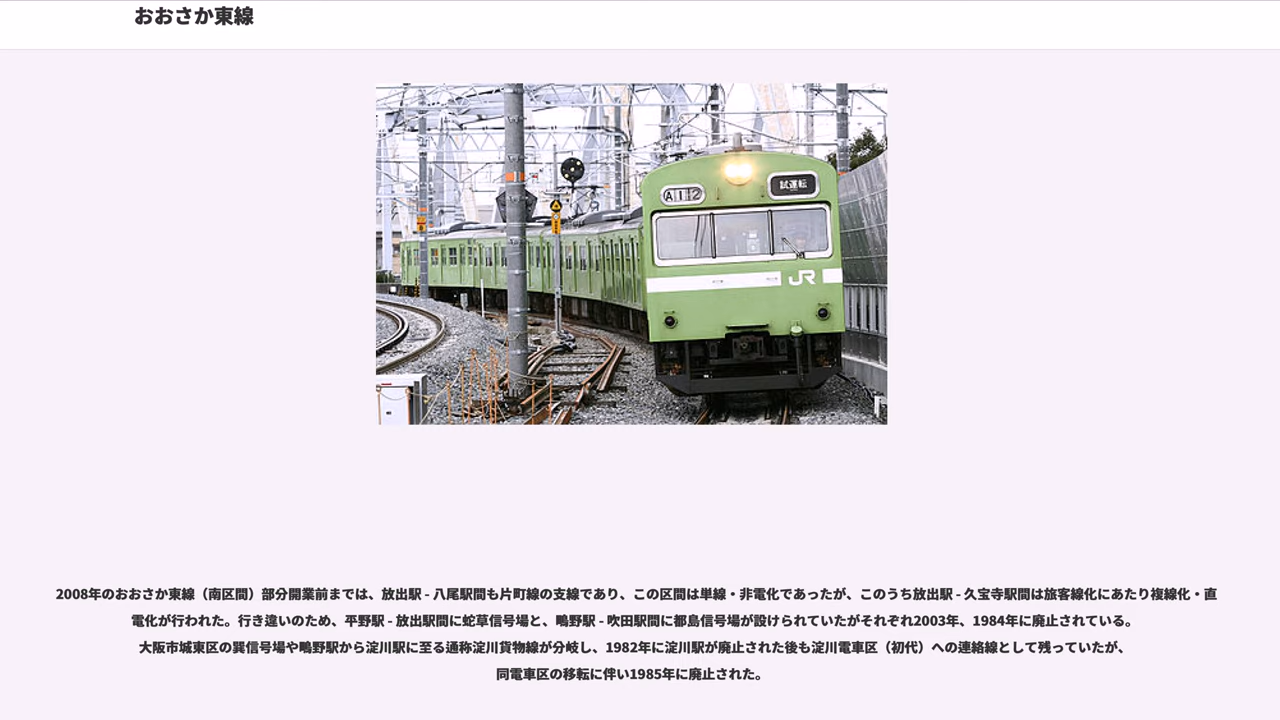 おおさか東線
A12
試運転
JR
2008年のおおさか東線（南区間）部分開業前までは、放出駅 - 八尾駅間も片町線の支線であり、この区間は単線・非電化であったが、このうち放出駅 - 久宝寺駅間は旅客線化にあたり複線化・直
電化が行われた。行き違いのため、平野駅 - 放出駅間に蛇草信号場と、鴫野駅 - 吹田駅間に都島信号場が設けられていたがそれぞれ2003年、1984年に廃止されている。
大阪市城東区の巽信号場や鴫野駅から淀川駅に至る通称淀川貨物線が分岐し、1982年に淀川駅が廃止された後も淀川電車区（初代）への連絡線として残っていたが、
同電車区の移転に伴い1985年に廃止された。